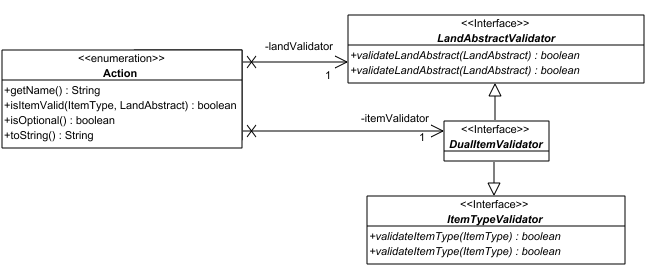 <<Interface>>
LandAbstractValidator
+validateLandAbstract(LandAbstract) : boolean
+validateLandAbstract(LandAbstract) : boolean
-landValidator
1
<<enumeration>>
Action
+getName() : String
+isItemValid(ItemType, LandAbstract) : boolean
+isOptional() : boolean
+toString() : String
-itemValidator
1
<<Interface>>
DualItemValidator
<<Interface>>
ItemTypeValidator
+validateItemType(ItemType) : boolean
+validateItemType(ItemType) : boolean